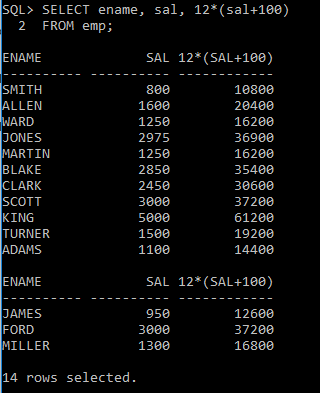 SQL> SELECT ename, sal, 12*(sal+100)
  2  FROM emp;
ENAME             SAL 12*(SAL+100)
---------- ---------- ------------
SMITH             800        10800
ALLEN            1600        20400
WARD             1250        16200
JONES            2975        36900
MARTIN           1250        16200
BLAKE            2850        35400
CLARK            2450        30600
SCOTT            3000        37200
KING             5000        61200
TURNER           1500        19200
ADAMS            1100        14400
ENAME             SAL 12*(SAL+100)
---------- ---------- ------------
JAMES             950        12600
FORD             3000        37200
MILLER           1300        16800
14 rows selected.